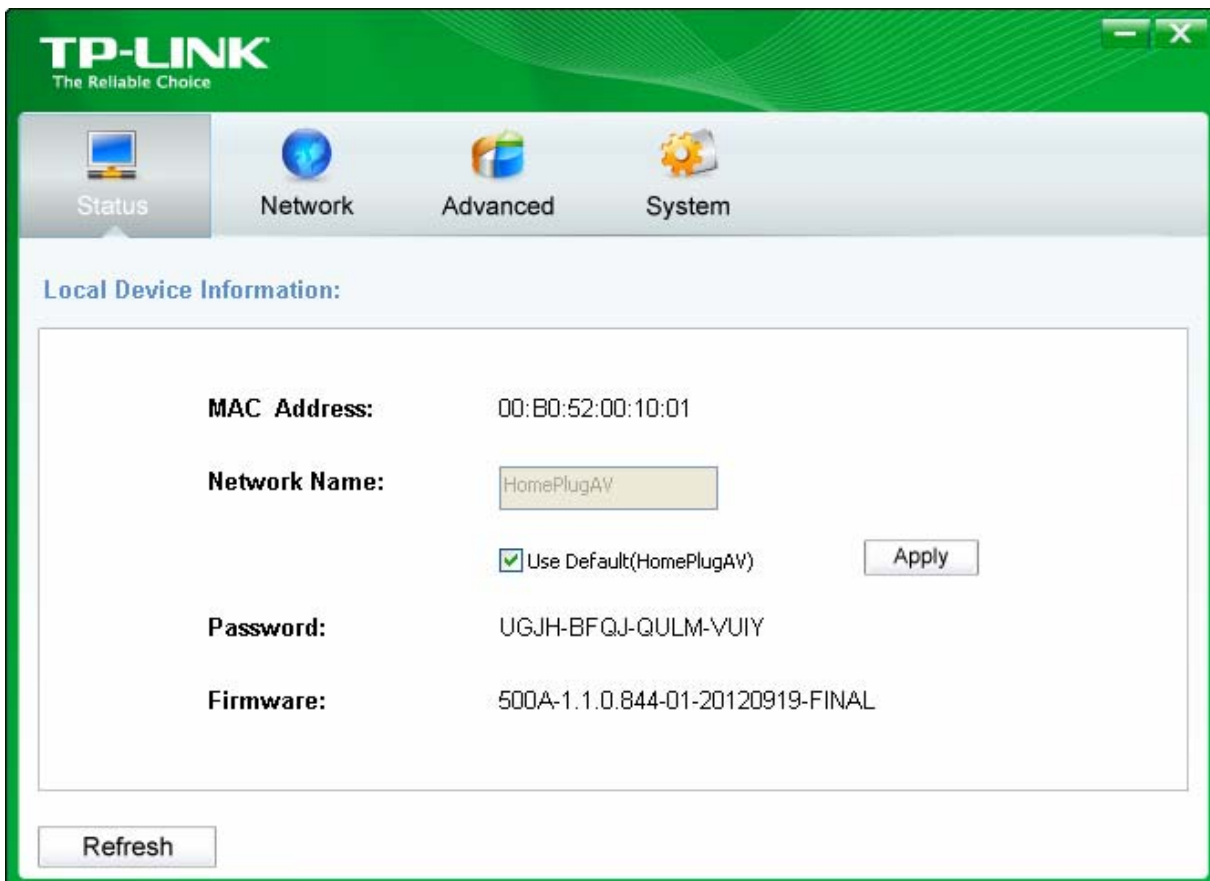 TP-LINK
The Reliable Choice
Status Network Advanced System
Local Device Information:
MAC Address: 00:B0:52:00:10:01
Network Name: HomePlugAV
Use Default(HomePlugAV) Apply
Password: UGJH-BFQJ-QULM-VUIY
Firmware: 500A-1.1.0.844-01-20120919-FINAL
Refresh